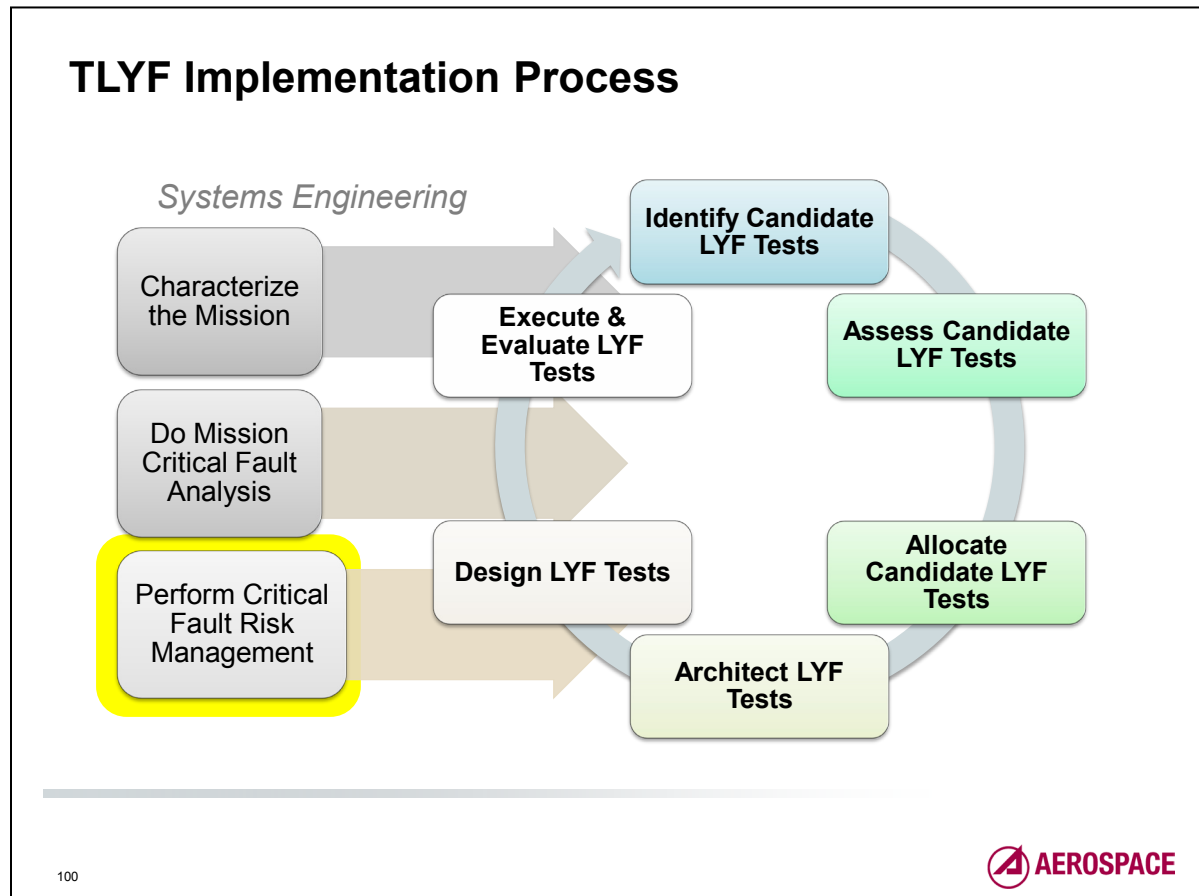 TLYF Implementation Process
Systems Engineering
Characterize
the Mission
Do Mission
Critical Fault
Analysis
Perform Critical
Fault Risk
Management
Identify Candidate
LYF Tests
Assess Candidate
LYF Tests
Allocate
Candidate LYF
Tests
Architect LYF
Tests
Design LYF Tests
Execute &
Evaluate LYF
Tests
100
AEROSPACE